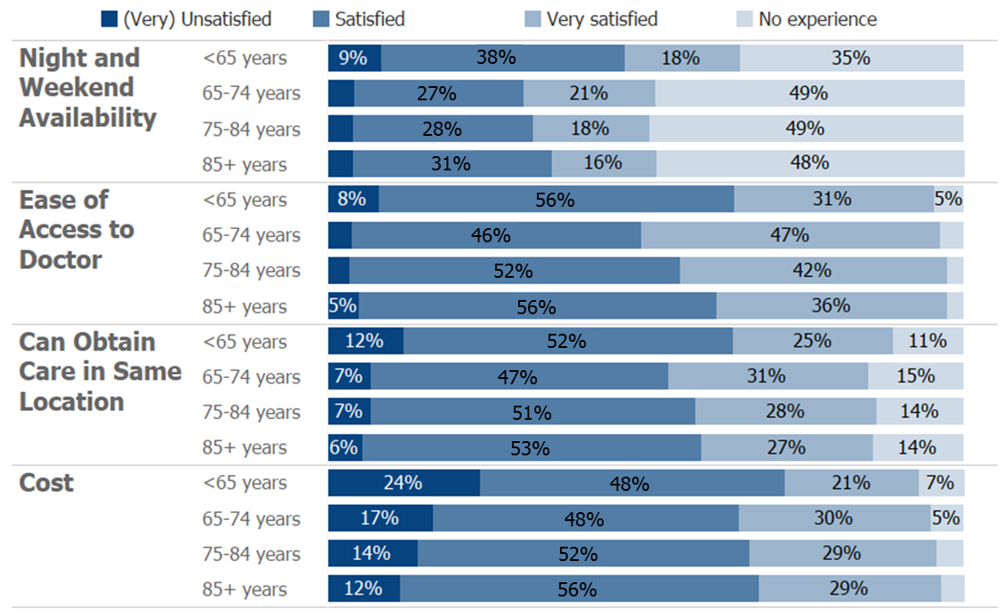 (Very) Unsatisfied Satisfied Very satisfied No experience
Night and
Weekend
Availability
<65 years 9% 38% 18% 35%
65-74 years 27% 21% 49%
75-84 years 28% 18% 49%
85+ years 31% 16% 48%
Ease of
Access to
Doctor
<65 years 8% 56% 31% 5%
65-74 years 46% 47%
75-84 years 52% 42%
85+ years 5% 56% 36%
Can Obtain
Care in Same
Location
<65 years 12% 52% 25% 11%
65-74 years 7% 47% 31% 15%
75-84 years 7% 51% 28% 14%
85+ years 6% 53% 27% 14%
Cost
<65 years 24% 48% 21% 7%
65-74 years 17% 48% 30% 5%
75-84 years 14% 52% 29%
85+ years 12% 56% 29%